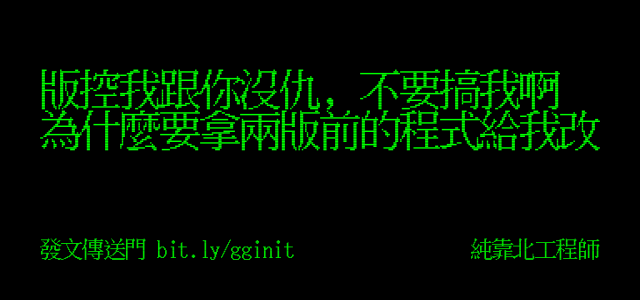 版控我跟你沒仇，不要搞我啊
為什麼要拿兩版前的程式給我改
發文傳送門 bit.ly/gginit
純靠北工程師